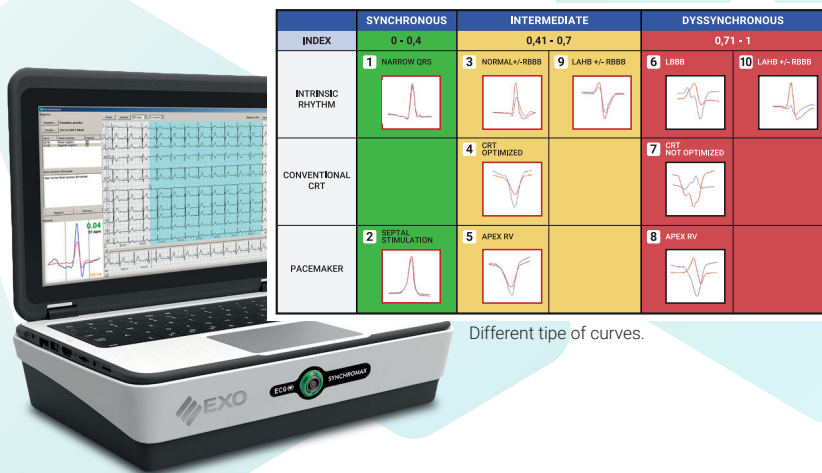 SYNCHRONOUS INTERMEDIATE DYSSYNCHRONOUS
INDEX 0 - 0,4 0,41 - 0,7 0,71 - 1
1 NARROW QRS 3 NORMAL+/-RBBB 9 LAHB +/- RBBB 6 LBBB 10 LAHB +/- RBBB
INTRINSIC
RHYTHM
4 CRT
OPTIMIZED
7 CRT
NOT OPTIMIZED
CONVENTIONAL
CRT
2 SEPTAL
STIMULATION
5 APEX RV 8 APEX RV
PACEMAKER
Different tipe of curves.
0.04
ECG
SYNCHROMAX
EXO